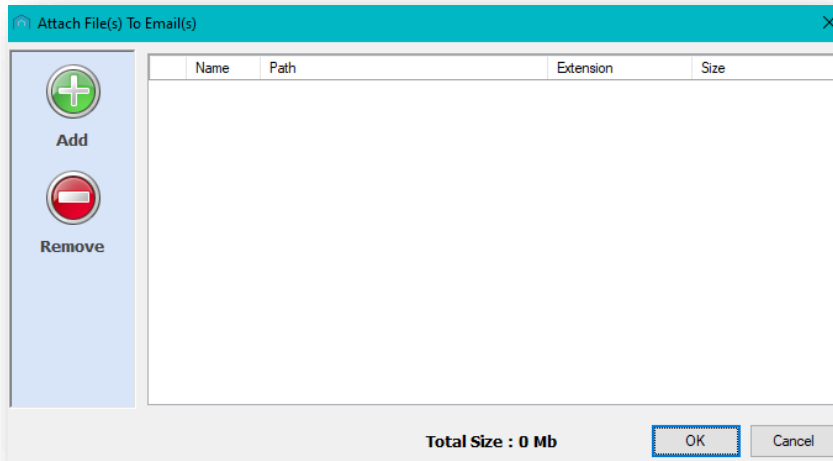 Attach File(s) To Email(s)
Name Path Extension Size
Add
Remove
Total Size : 0 Mb OK Cancel